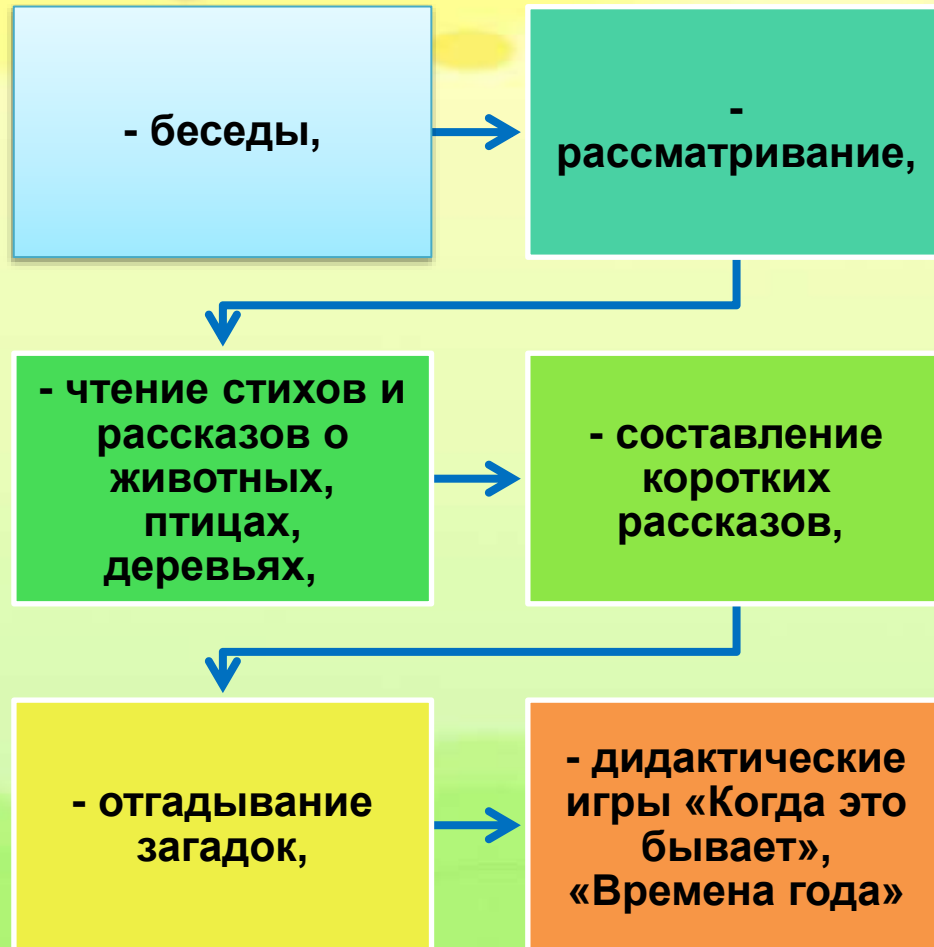 - беседы,
-
рассматривание,
- чтение стихов и
рассказов о
животных,
птицах,
деревьях,
- составление
коротких
рассказов,
- отгадывание
загадок,
- дидактические
игры «Когда это
бывает»,
«Времена года»